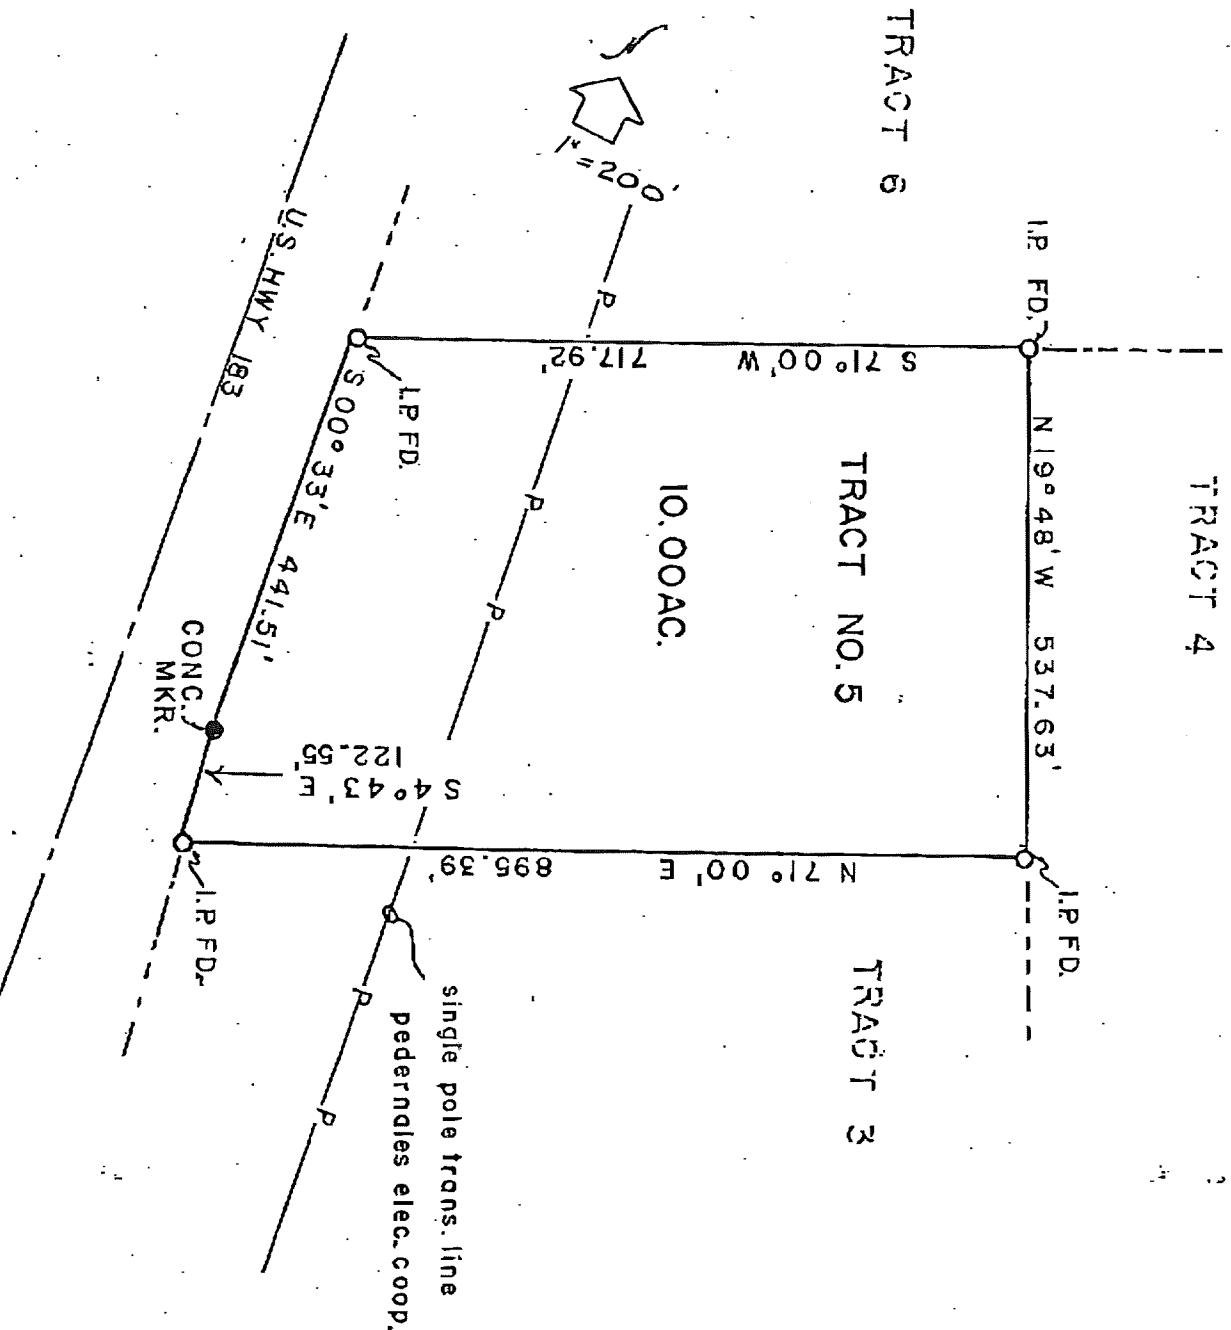 TRACT 6
N
1"=200'
I.P. FD.
TRACT 4
S 71° 00' W
717.92'
N 19° 48' W 537.63'
U.S. HWY 183
I.P. FD.
S 00° 33' E 441.51'
TRACT NO. 5
10.00 AC.
P
P
P
CONC.
MKR.
S 4° 43' E
122.55'
N 71° 00' E
895.39'
I.P. FD.
I.P. FD.
TRACT 3
single pole trans. line
pedernales elec. coop.
P
P